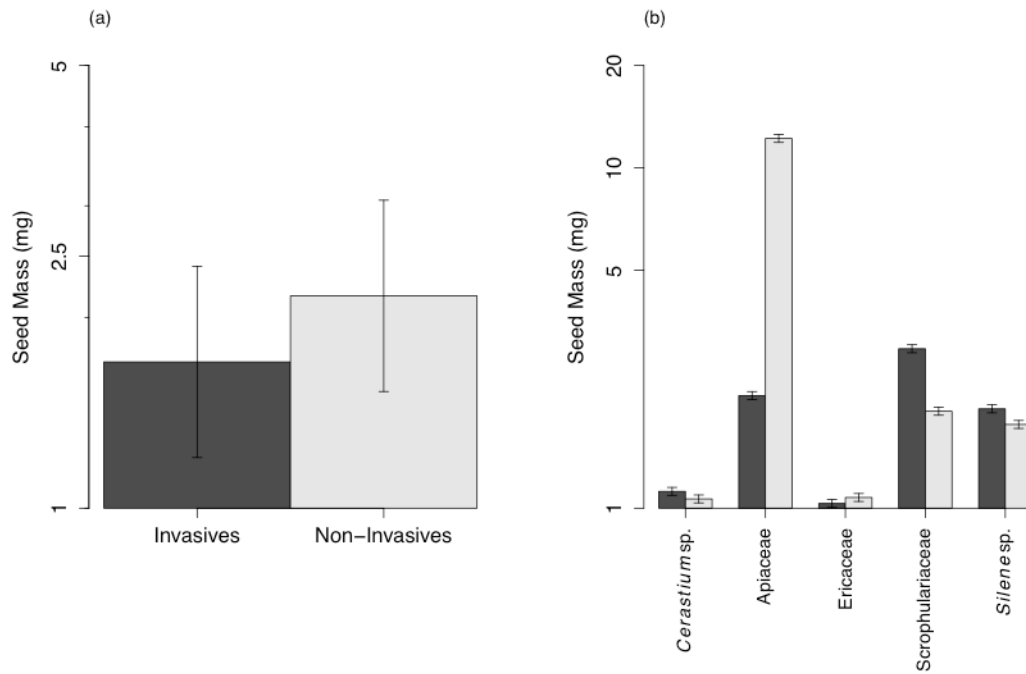 (a)
Seed Mass (mg)
5
2.5
1
Invasives
Non−Invasives
(b)
Seed Mass (mg)
20
10
5
1
Cerastium sp.
Apiaceae
Ericaceae
Scrophulariaceae
Silene sp.